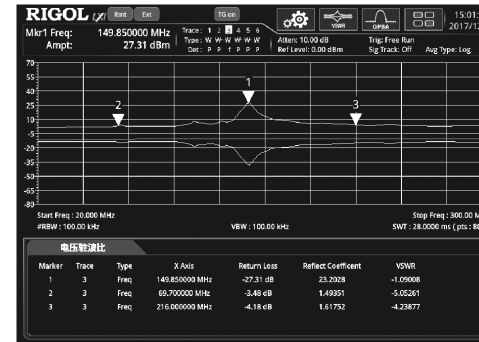 RIGOL LXI Rmt Ext TG on
Mkr1 Freq: 149.850000 MHz
Ampt: 27.31 dBm
Trace: 1 2 3 4 5 6
Type: W W W W W W
Det: P P f P P P
Atten: 10.00 dB
Ref Level: 0.00 dBm
Trig: Free Run
Sig Track: Off Avg Type: Log
VSWR
GPSA
15:01:
2017/12
70
55
40
25
10
-5
-20
-35
-50
-65
-80
1
2
3
Start Freq : 20.000 MHz
Stop Freq : 300.00 M
#RBW : 100.00 kHz
VBW : 100.00 kHz
SWT : 28.0000 ms ( pts : 80
电压驻波比
Marker Trace Type X Axis Return Loss Reflect Coefficent VSWR
1 3 Freq 149.850000 MHz -27.31 dB 23.2028 -1.09008
2 3 Freq 69.700000 MHz -3.48 dB 1.49351 -5.05261
3 3 Freq 216.000000 MHz -4.18 dB 1.61752 -4.23877